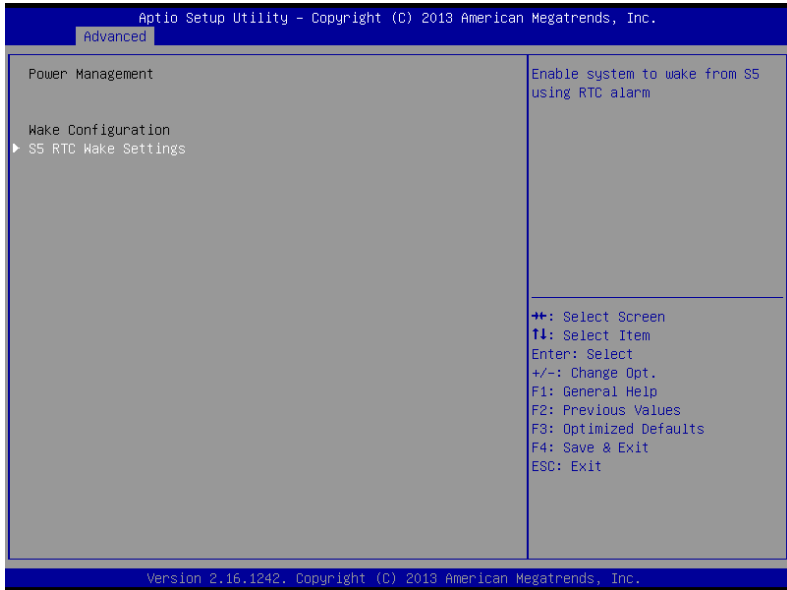 Aptio Setup Utility – Copyright (C) 2013 American Megatrends, Inc.
Advanced
Power Management
Wake Configuration
S5 RTC Wake Settings
Enable system to wake from S5
using RTC alarm
→←: Select Screen
↑↓: Select Item
Enter: Select
+/-: Change Opt.
F1: General Help
F2: Previous Values
F3: Optimized Defaults
F4: Save & Exit
ESC: Exit
Version 2.16.1242. Copyright (C) 2013 American Megatrends, Inc.